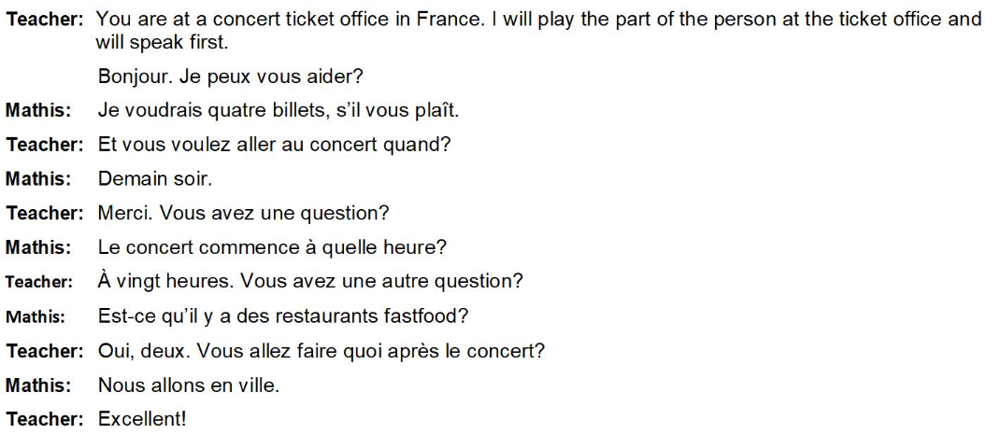 Teacher: You are at a concert ticket office in France. I will play the part of the person at the ticket office and
will speak first.
Bonjour. Je peux vous aider?
Mathis: Je voudrais quatre billets, s’il vous plaît.
Teacher: Et vous voulez aller au concert quand?
Mathis: Demain soir.
Teacher: Merci. Vous avez une question?
Mathis: Le concert commence à quelle heure?
Teacher: À vingt heures. Vous avez une autre question?
Mathis: Est-ce qu’il y a des restaurants fastfood?
Teacher: Oui, deux. Vous allez faire quoi après le concert?
Mathis: Nous allons en ville.
Teacher: Excellent!